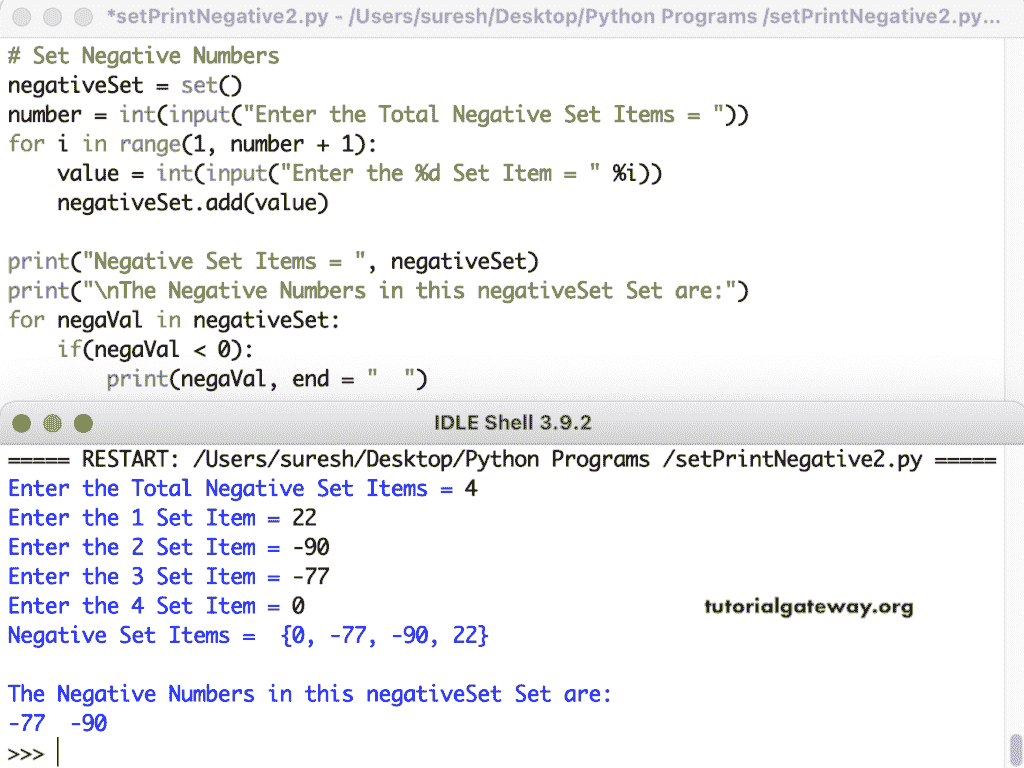 *setPrintNegative2.py - /Users/suresh/Desktop/Python Programs /setPrintNegative2.py...
# Set Negative Numbers
negativeSet = set()
number = int(input("Enter the Total Negative Set Items = "))
for i in range(1, number + 1):
    value = int(input("Enter the %d Set Item = " %i))
    negativeSet.add(value)

print("Negative Set Items = ", negativeSet)
print("\nThe Negative Numbers in this negativeSet Set are:")
for negaVal in negativeSet:
    if(negaVal < 0):
        print(negaVal, end = "  ")
IDLE Shell 3.9.2
===== RESTART: /Users/suresh/Desktop/Python Programs /setPrintNegative2.py =====
Enter the Total Negative Set Items = 4
Enter the 1 Set Item = 22
Enter the 2 Set Item = -90
Enter the 3 Set Item = -77
Enter the 4 Set Item = 0
tutorialgateway.org
Negative Set Items =  {0, -77, -90, 22}

The Negative Numbers in this negativeSet Set are:
-77  -90
>>>